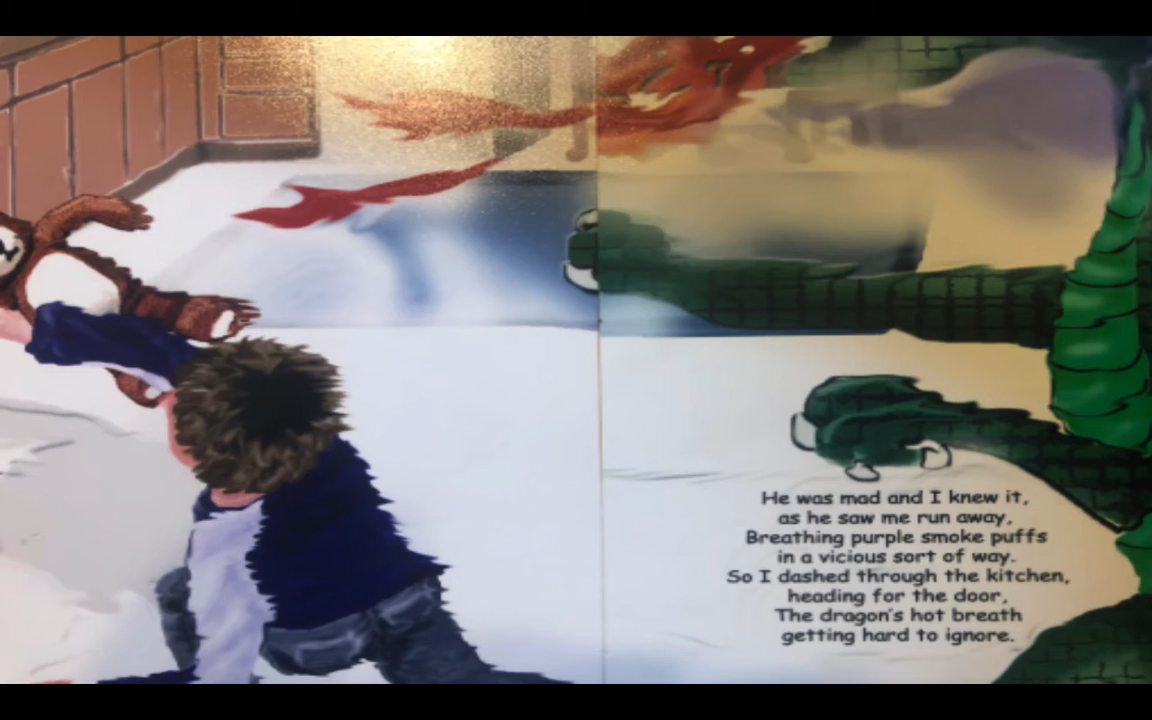 He was mad and I knew it,
as he saw me run away,
Breathing purple smoke puffs
in a vicious sort of way.
So I dashed through the kitchen,
heading for the door,
The dragon's hot breath
getting hard to ignore.